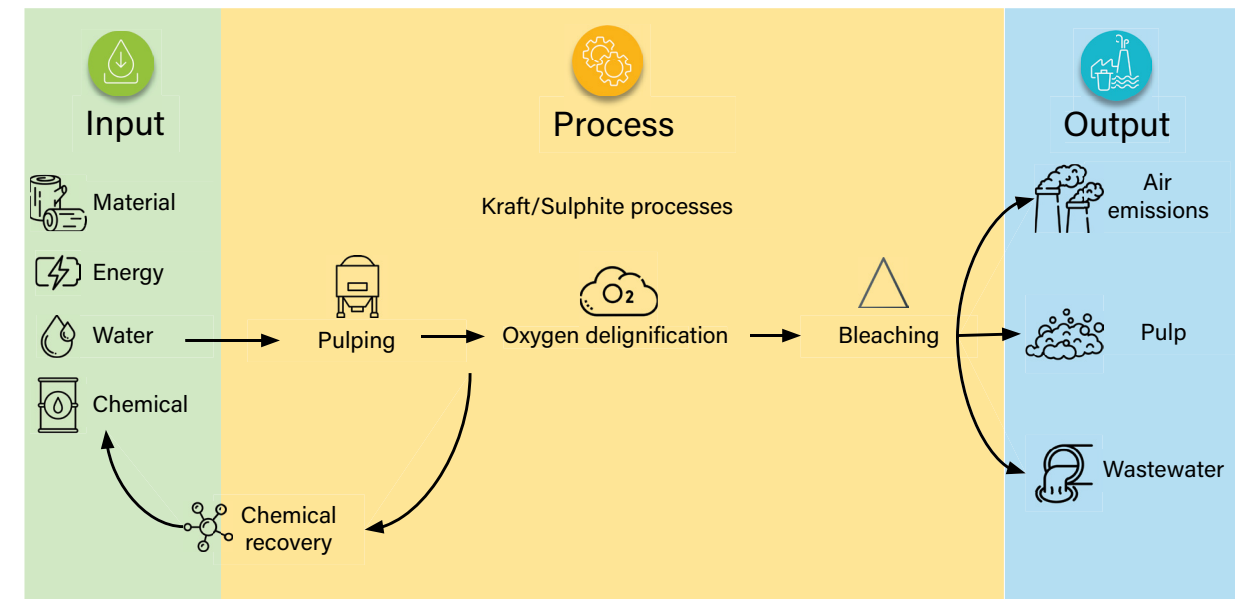 Input
Process
Output
Material
Energy
Water
Chemical
Kraft/Sulphite processes
Pulping
O2
Oxygen delignification
Bleaching
Chemical
recovery
Air
emissions
Pulp
Wastewater